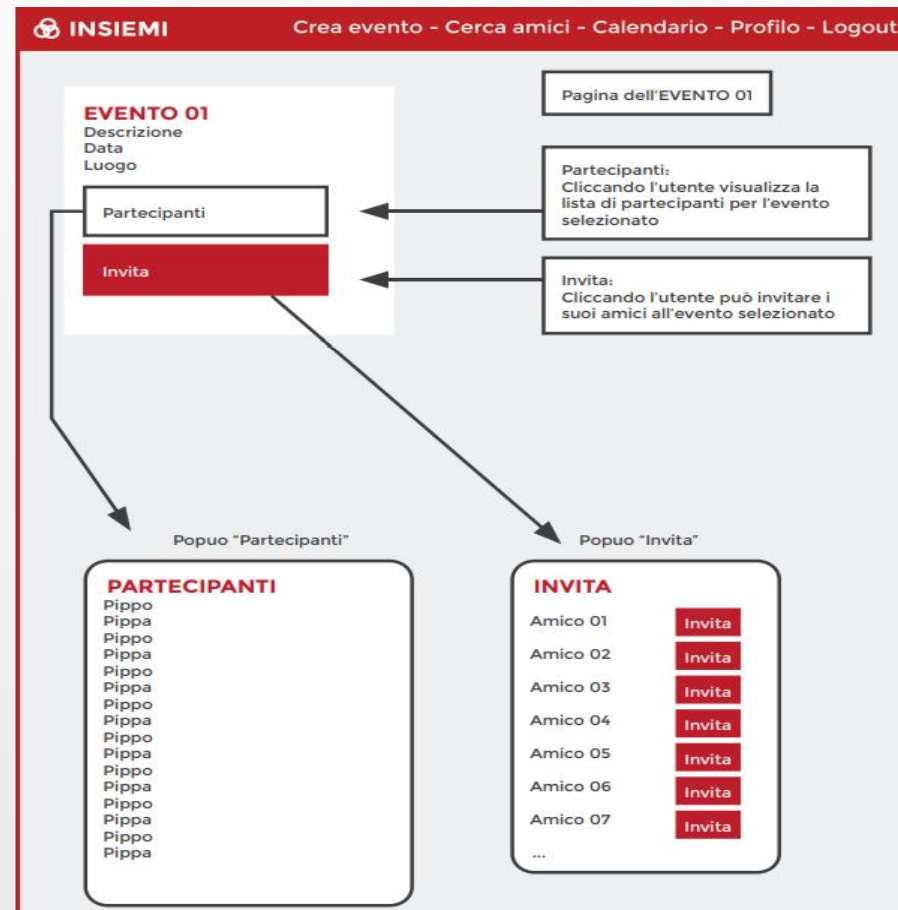 INSIEMI
Crea evento - Cerca amici - Calendario - Profilo - Logout
EVENTO 01
Descrizione
Data
Luogo
Partecipanti
Invita
Pagina dell'EVENTO 01
Partecipanti:
Cliccando l'utente visualizza la
lista di partecipanti per l'evento
selezionato
Invita:
Cliccando l'utente può invitare i
suoi amici all'evento selezionato
Popuo "Partecipanti"
PARTECIPANTI
Pippo
Pippa
Pippo
Pippa
Pippo
Pippa
Pippo
Pippa
Pippo
Pippa
Pippo
Pippa
Pippo
Pippa
Pippo
Pippa
Popuo "Invita"
INVITA
Amico 01 Invita
Amico 02 Invita
Amico 03 Invita
Amico 04 Invita
Amico 05 Invita
Amico 06 Invita
Amico 07 Invita
...